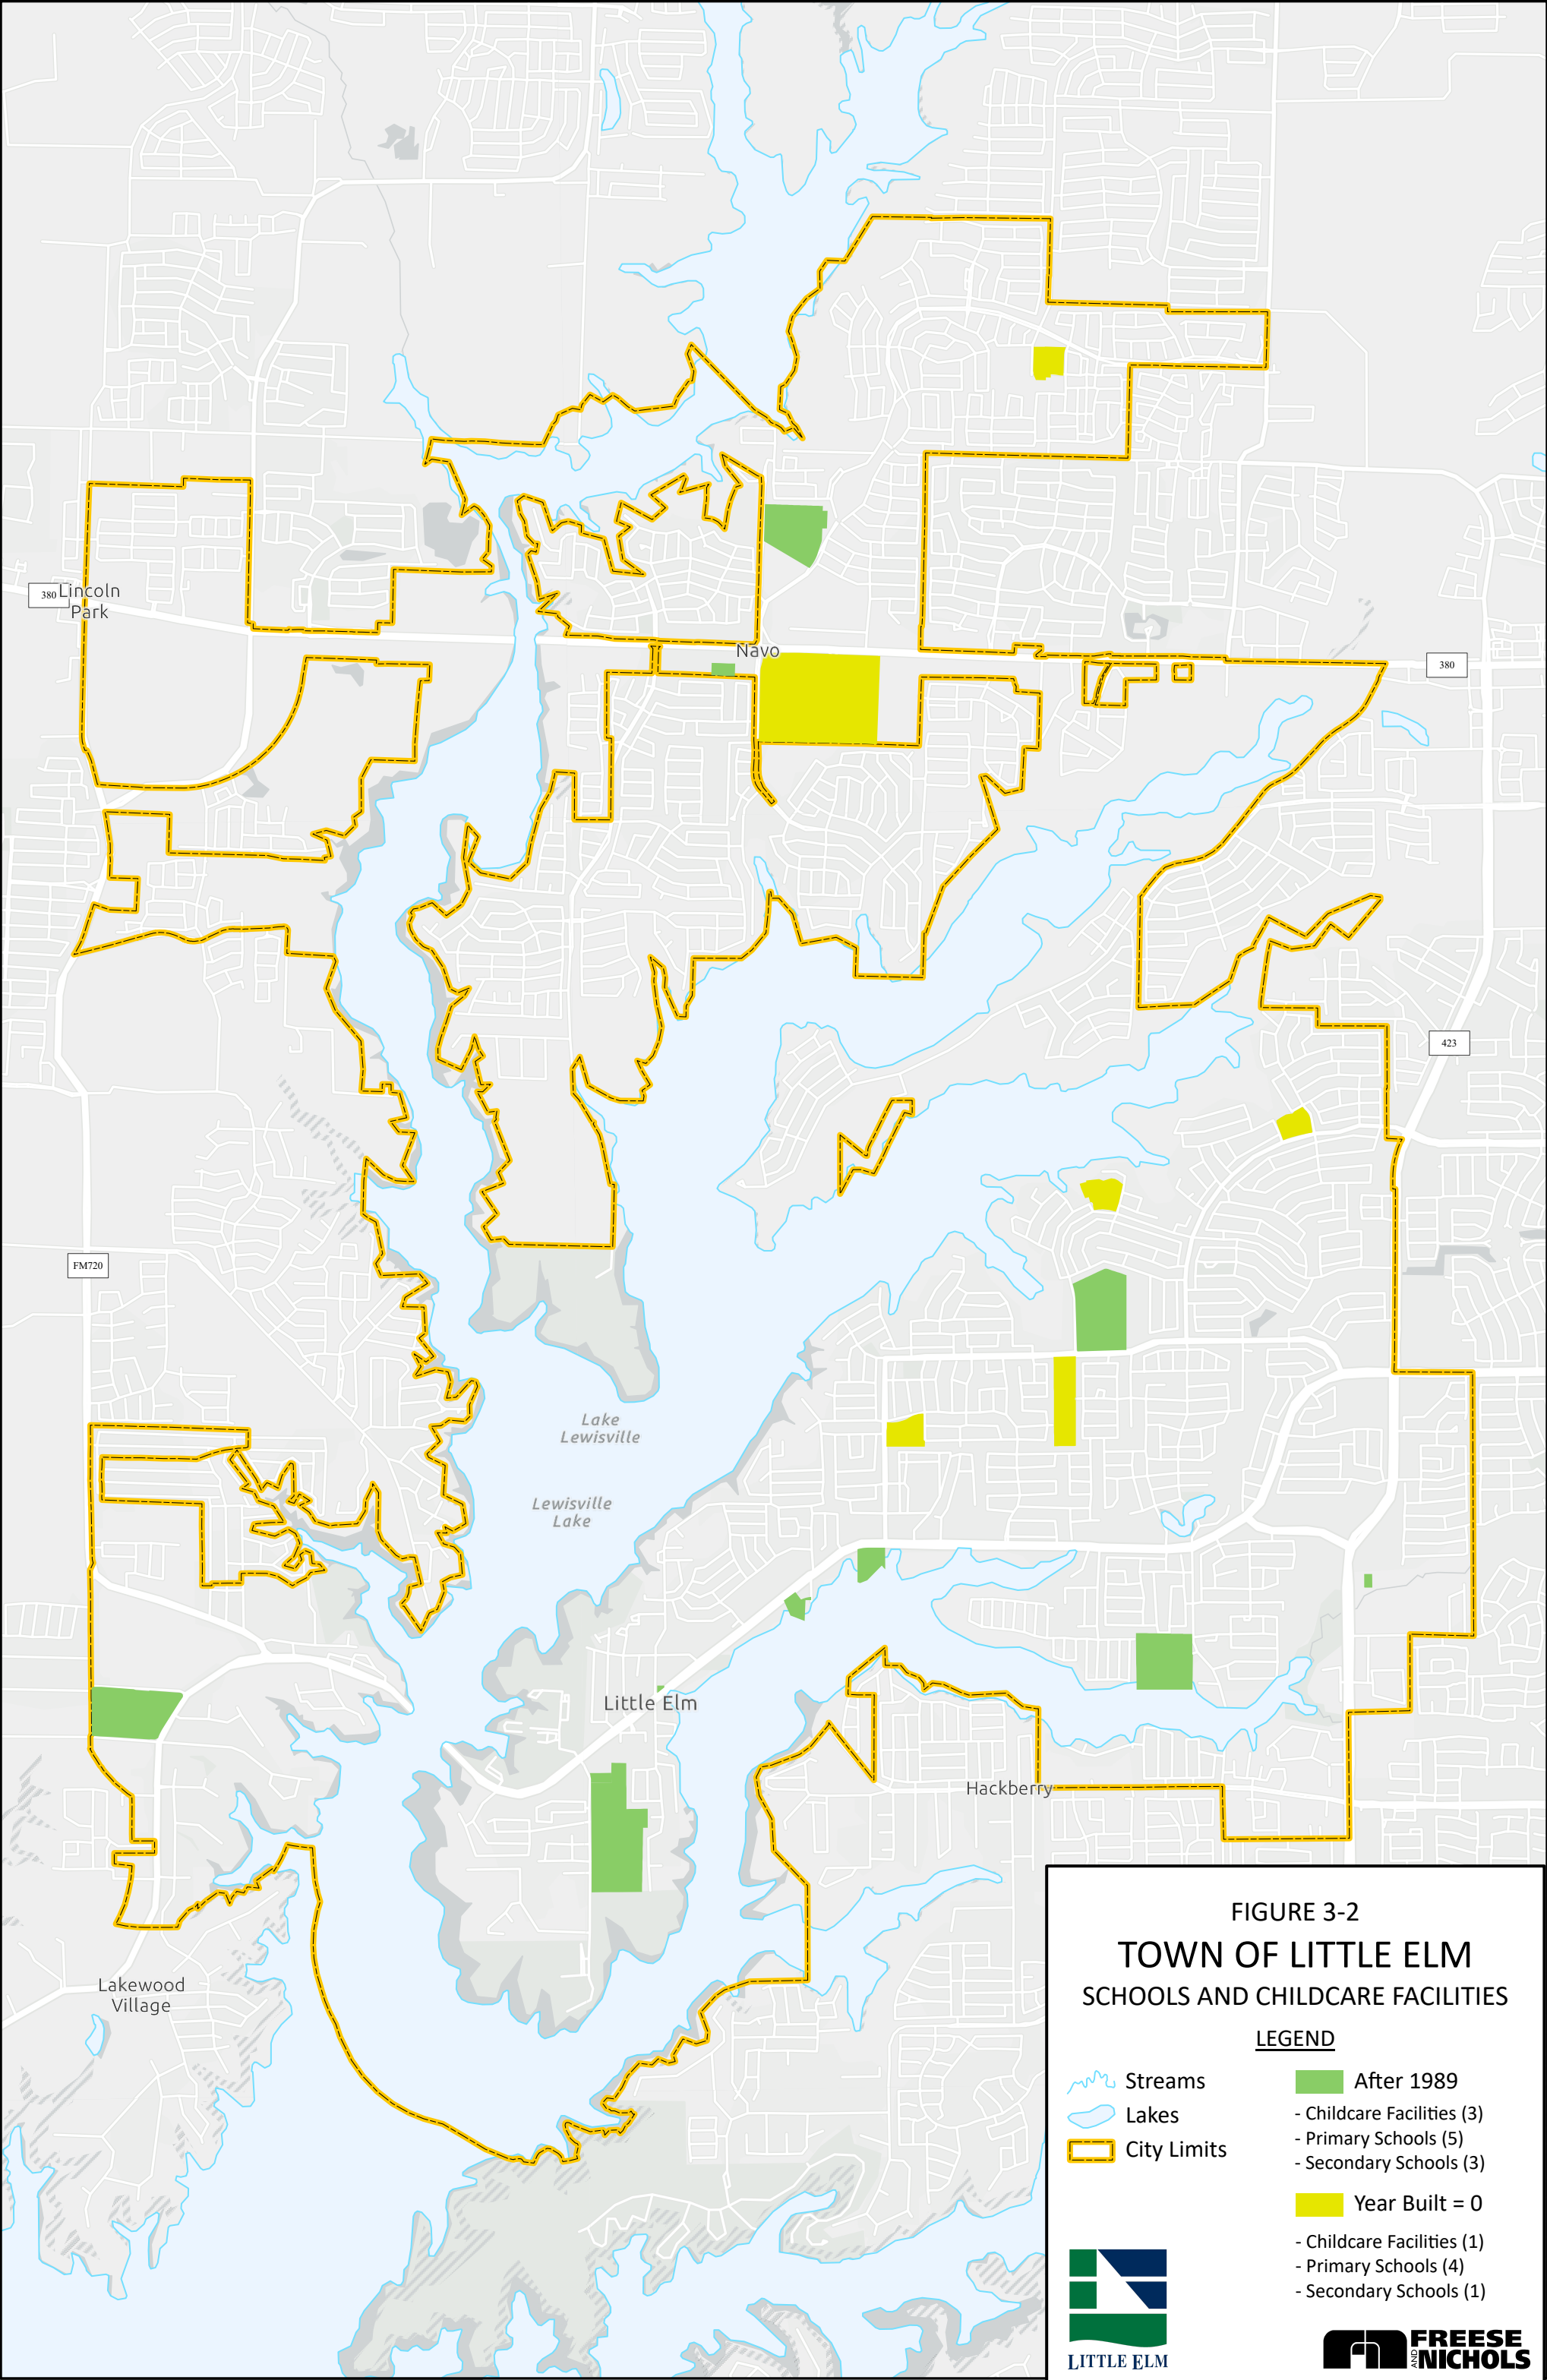 380
Lincoln
Park
Navo
380
423
FM720
Lake
Lewisville
Lewisville
Lake
Little Elm
Hackberry
Lakewood
Village
FIGURE 3-2
TOWN OF LITTLE ELM
SCHOOLS AND CHILDCARE FACILITIES
LEGEND
Streams
Lakes
City Limits
After 1989
- Childcare Facilities (3)
- Primary Schools (5)
- Secondary Schools (3)
Year Built = 0
- Childcare Facilities (1)
- Primary Schools (4)
- Secondary Schools (1)
LITTLE ELM
FREESE
AND NICHOLS